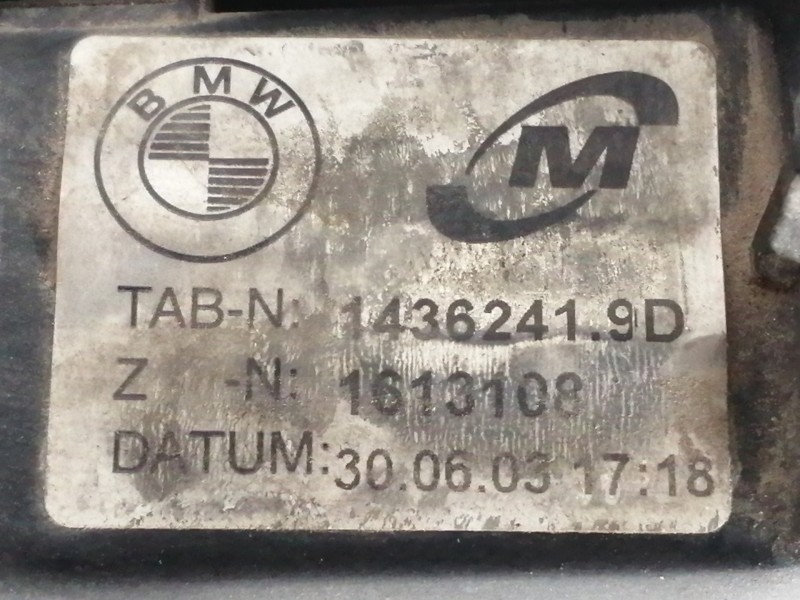 BMW M
TAB-N: 1436241.9D
Z -N: 1613108
DATUM: 30.06.03 17:18